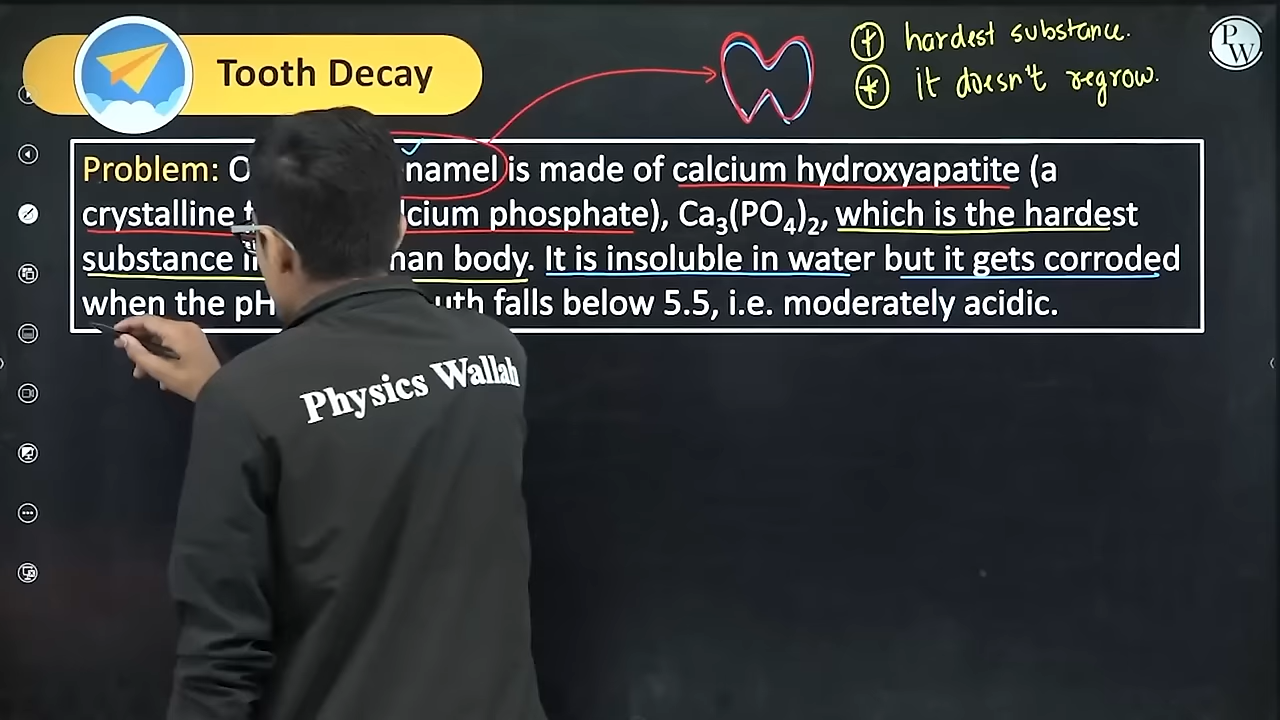 Tooth Decay
hardest substance.
it doesn't regrow.
P
W
Problem: namel is made of calcium hydroxyapatite (a
crystalline lcium phosphate), Ca₃(PO₄)₂, which is the hardest
substance man body. It is insoluble in water but it gets corroded
when the pH uth falls below 5.5, i.e. moderately acidic.
Physics Wallah